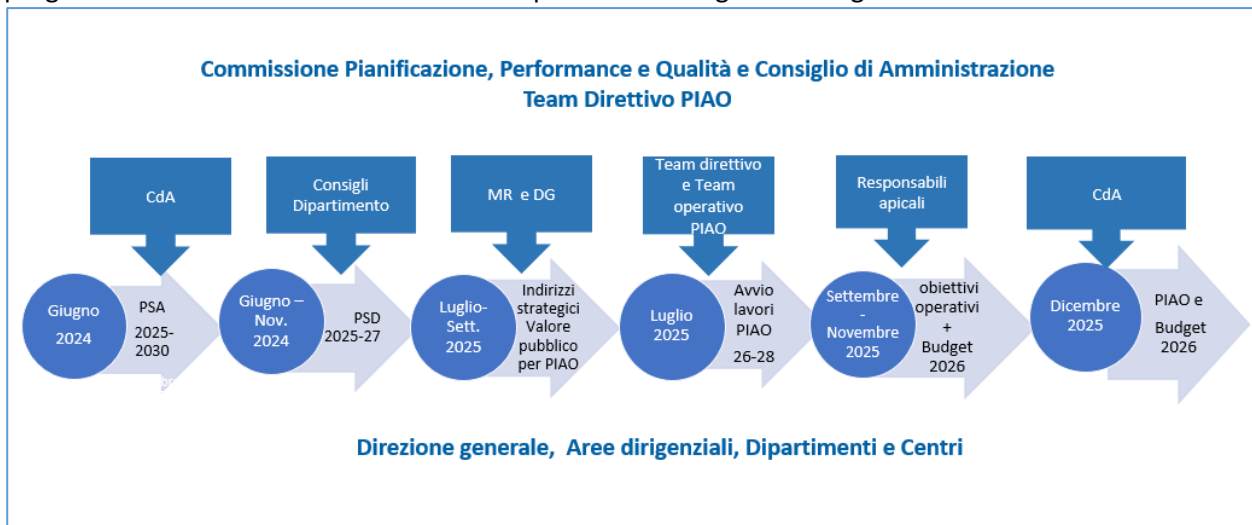 Commissione Pianificazione, Performance e Qualità e Consiglio di Amministrazione
Team Direttivo PIAO
CdA
Consigli
Dipartimento
MR e DG
Team direttivo
e Team
operativo
PIAO
Responsabili
apicali
CdA
Giugno
2024
PSA
2025-
2030
Giugno –
Nov.
2024
PSD
2025-27
Luglio-
Sett.
2025
Indirizzi
strategici
Valore
pubblico
per PIAO
Luglio
2025
Avvio
lavori
PIAO
26-28
Settembre
-
Novembre
2025
obiettivi
operativi
+
Budget
2026
Dicembre
2025
PIAO e
Budget
2026
Direzione generale, Aree dirigenziali, Dipartimenti e Centri